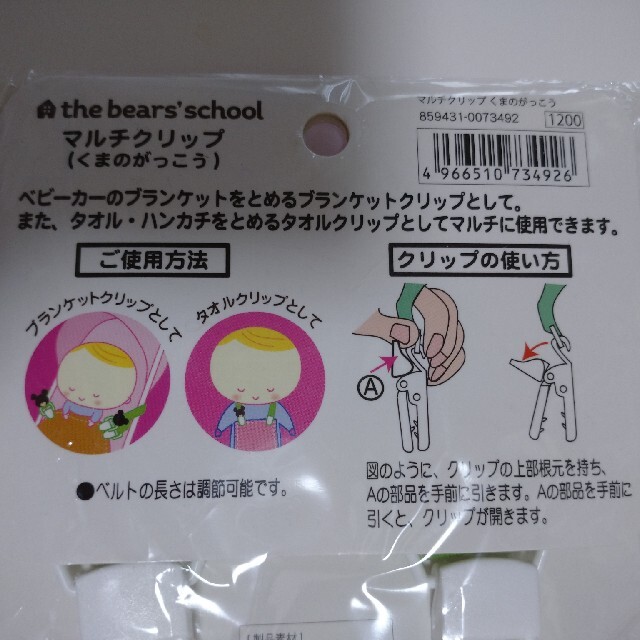 the bears' school
マルチクリップ
(くまのがっこう)
マルチクリップ くまのがっこう
859431-0073492
1200
4 966510 734926
ベビーカーのブランケットをとめるブランケットクリップとして。
また、タオル・ハンカチをとめるタオルクリップとしてマルチに使用できます。
ご使用方法
ブランケットクリップとして
タオルクリップとして
●ベルトの長さは調節可能です。
クリップの使い方
A
図のように、クリップの上部根元を持ち、
Aの部品を手前に引きます。Aの部品を手前に
引くと、クリップが開きます。
[製品素材]